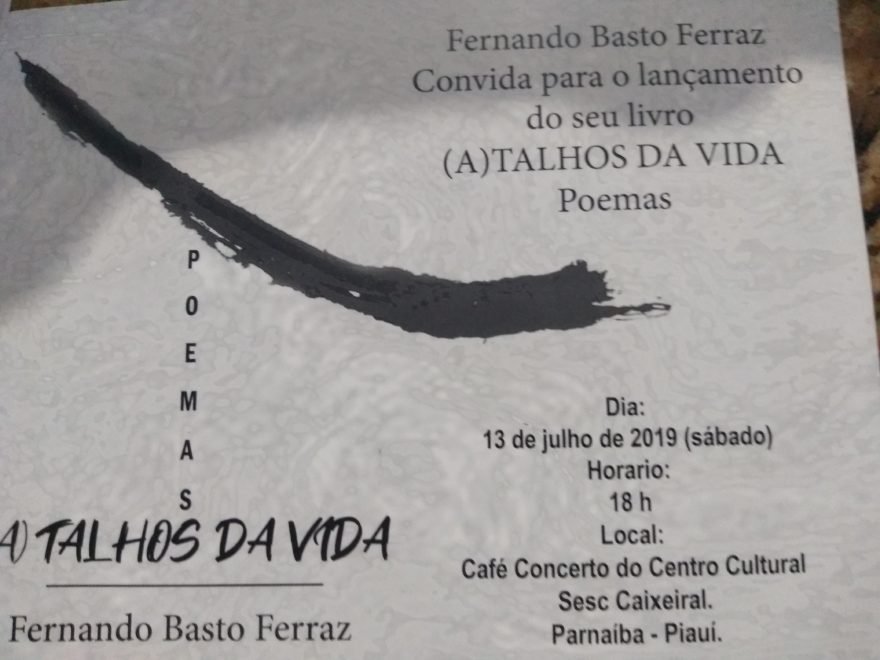 Fernando Basto Ferraz
Convida para o lançamento
do seu livro
(A)TALHOS DA VIDA
Poemas
P
O
E
M
A
S
A) TALHOS DA VIDA
Fernando Basto Ferraz
Dia:
13 de julho de 2019 (sábado)
Horario:
18 h
Local:
Café Concerto do Centro Cultural
Sesc Caixeiral.
Parnaíba - Piauí.